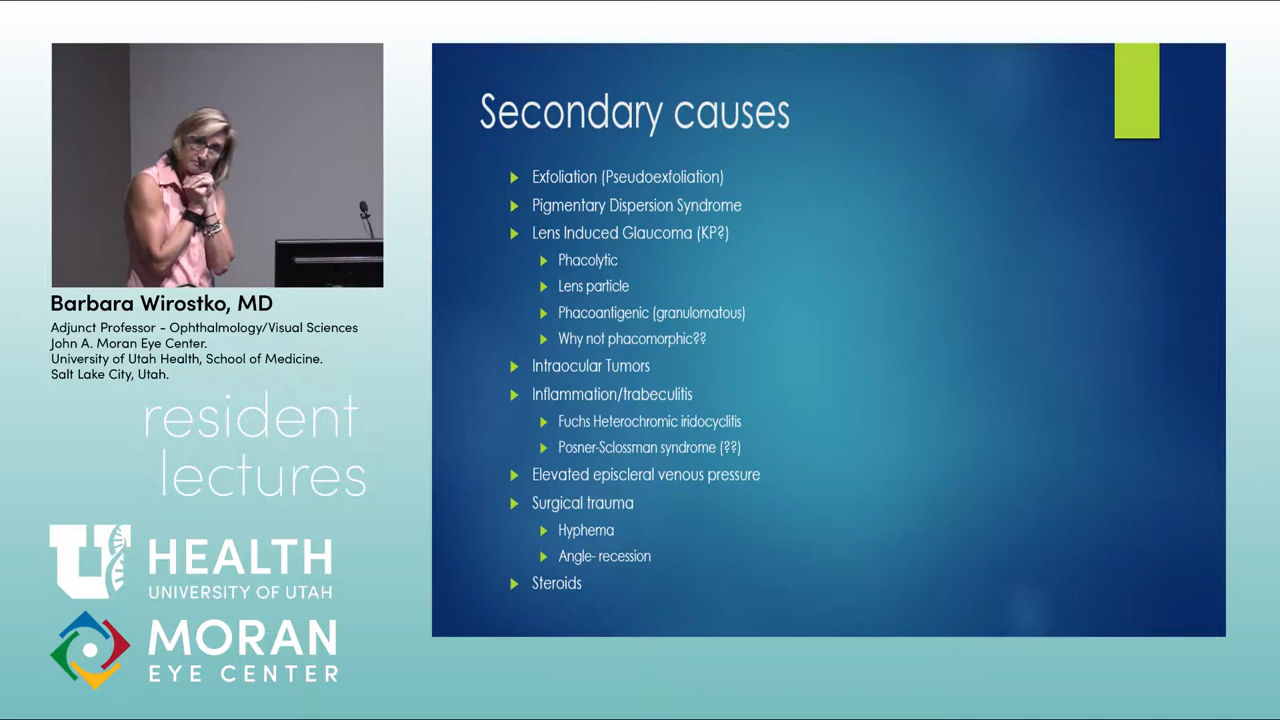 Barbara Wirostko, MD
Adjunct Professor - Ophthalmology/Visual Sciences
John A. Moran Eye Center.
University of Utah Health, School of Medicine.
Salt Lake City, Utah.
resident
lectures
U HEALTH
UNIVERSITY OF UTAH
MORAN
EYE CENTER
Secondary causes
Exfoliation (Pseudoexfoliation)
Pigmentary Dispersion Syndrome
Lens Induced Glaucoma (KP?)
Phacolytic
Lens particle
Phacoantigenic (granulomatous)
Why not phacomorphic??
Intraocular Tumors
Inflammation/trabeculitis
Fuchs Heterochromic iridocyclitis
Posner-Sclossman syndrome (??)
Elevated episcleral venous pressure
Surgical trauma
Hyphema
Angle- recession
Steroids